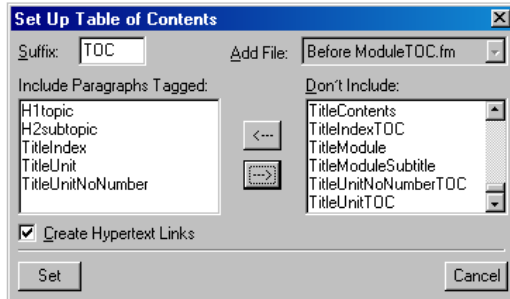 Set Up Table of Contents
Suffix: TOC Add File: Before ModuleTOC.fm
Include Paragraphs Tagged: Don't Include:
H1topic
H2subtopic
TitleIndex
TitleUnit
TitleUnitNoNumber
<---
--->
TitleContents
TitleIndexTOC
TitleModule
TitleModuleSubtitle
TitleUnitNoNumberTOC
TitleUnitTOC
Create Hypertext Links
Set Cancel